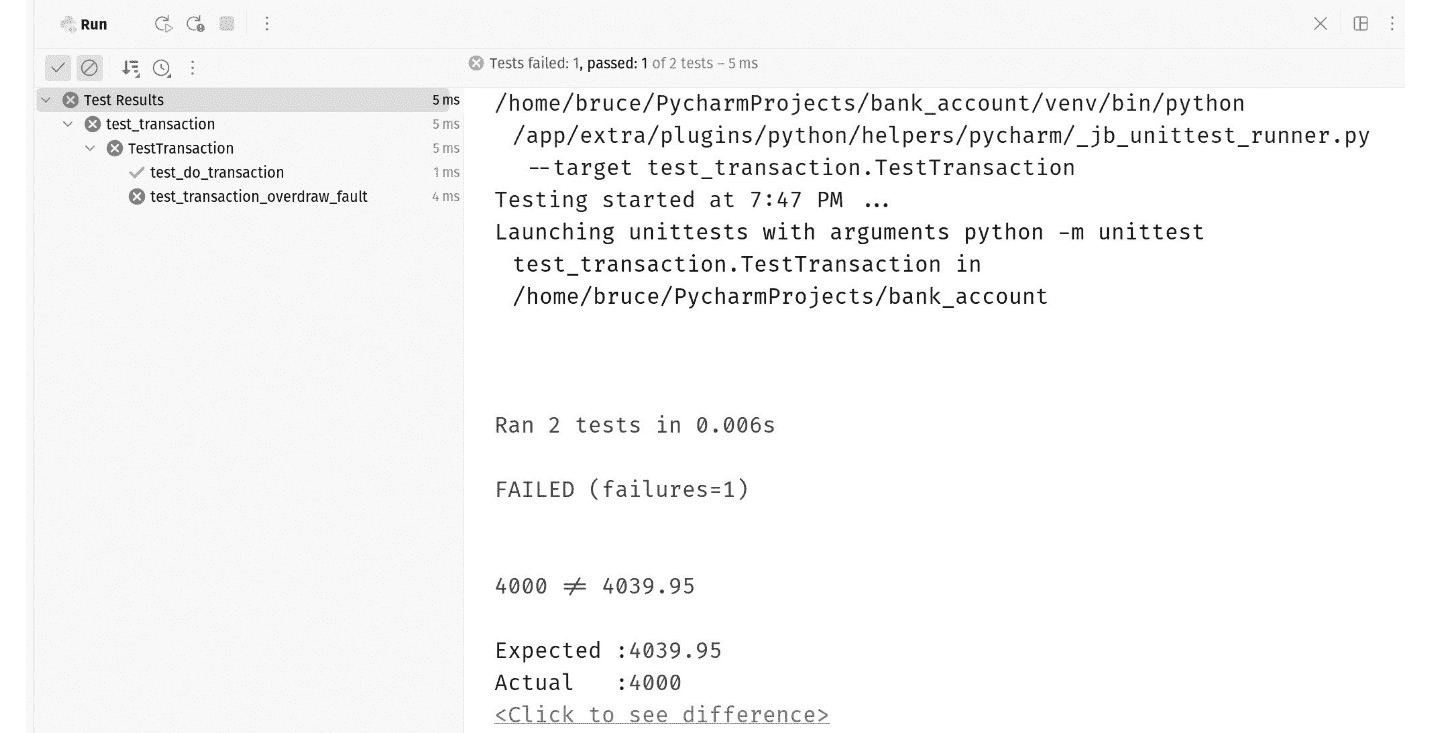 Run
Tests failed: 1, passed: 1 of 2 tests – 5 ms
Test Results 5 ms
test_transaction 5 ms
TestTransaction 5 ms
test_do_transaction 1 ms
test_transaction_overdraw_fault 4 ms
/home/bruce/PycharmProjects/bank_account/venv/bin/python
/app/extra/plugins/python/helpers/pycharm/_jb_unittest_runner.py
--target test_transaction.TestTransaction
Testing started at 7:47 PM ...
Launching unittests with arguments python -m unittest
test_transaction.TestTransaction in
/home/bruce/PycharmProjects/bank_account
Ran 2 tests in 0.006s
FAILED (failures=1)
4000 != 4039.95
Expected :4039.95
Actual   :4000
<Click to see difference>